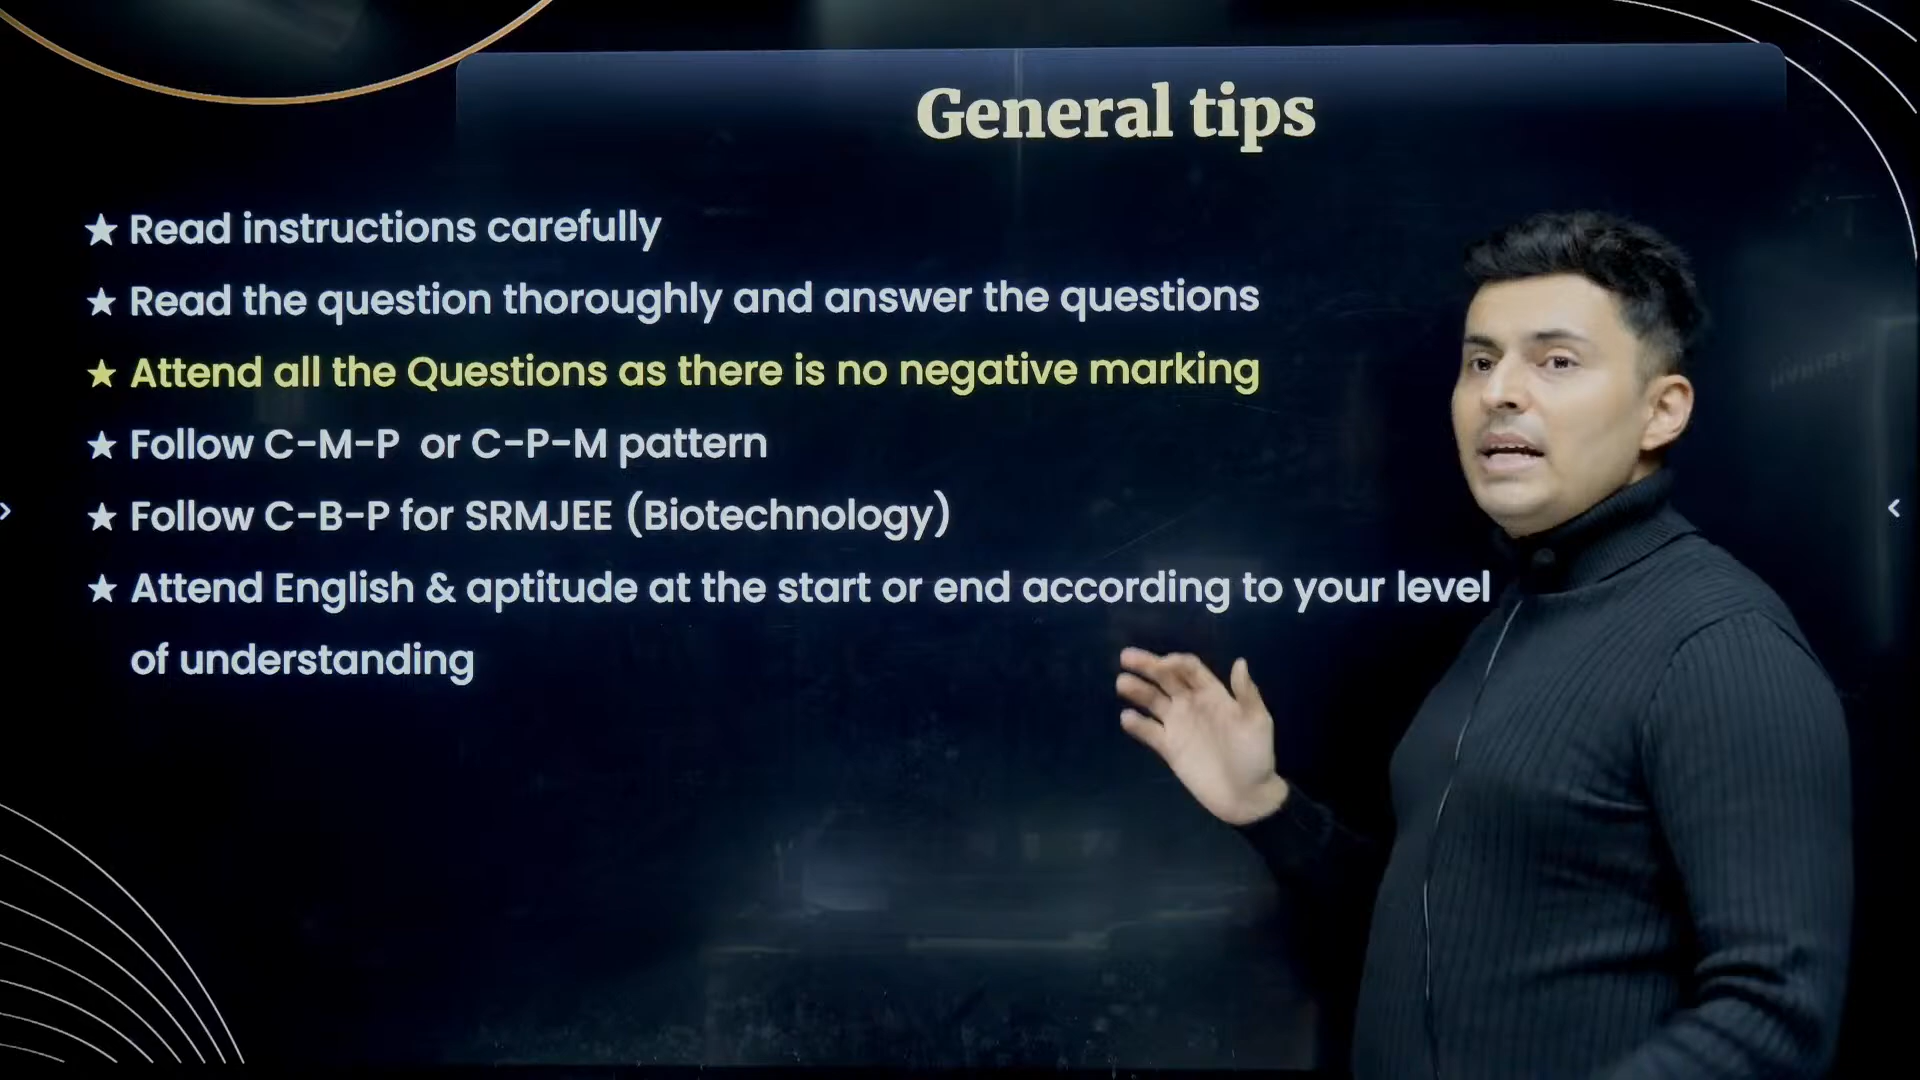 General tips
★ Read instructions carefully
★ Read the question thoroughly and answer the questions
★ Attend all the Questions as there is no negative marking
★ Follow C-M-P or C-P-M pattern
★ Follow C-B-P for SRMJEE (Biotechnology)
★ Attend English & aptitude at the start or end according to your level
of understanding